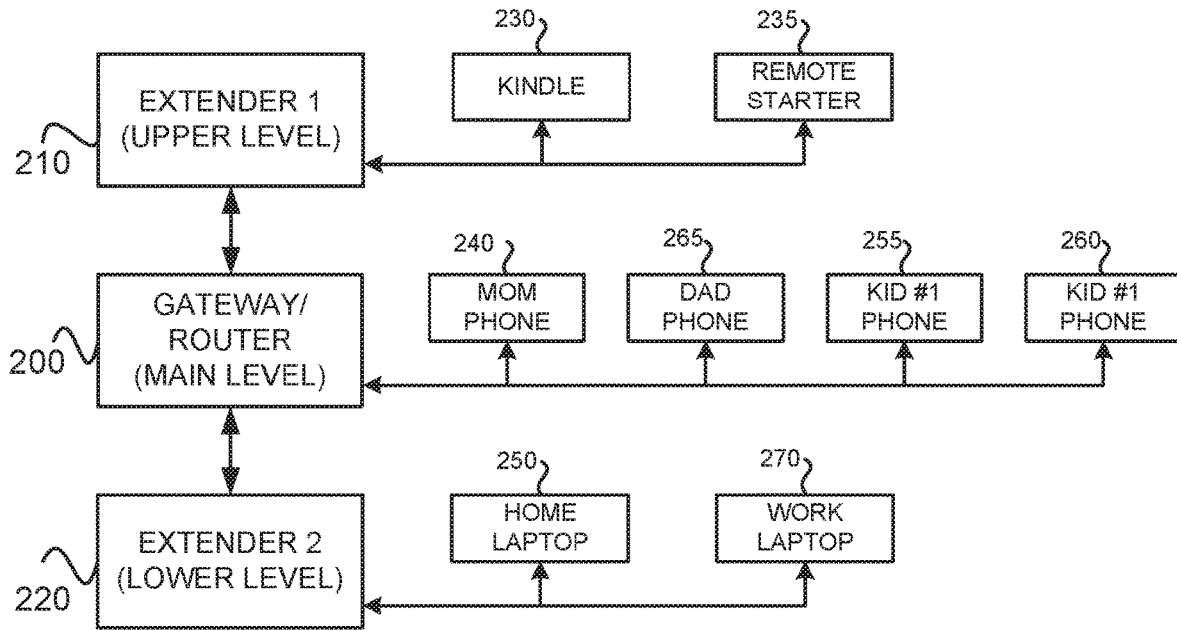 230
235
EXTENDER 1
(UPPER LEVEL)
KINDLE
REMOTE
STARTER
210
240
265
255
260
GATEWAY/
ROUTER
(MAIN LEVEL)
MOM
PHONE
DAD
PHONE
KID #1
PHONE
KID #1
PHONE
200
250
270
EXTENDER 2
(LOWER LEVEL)
HOME
LAPTOP
WORK
LAPTOP
220